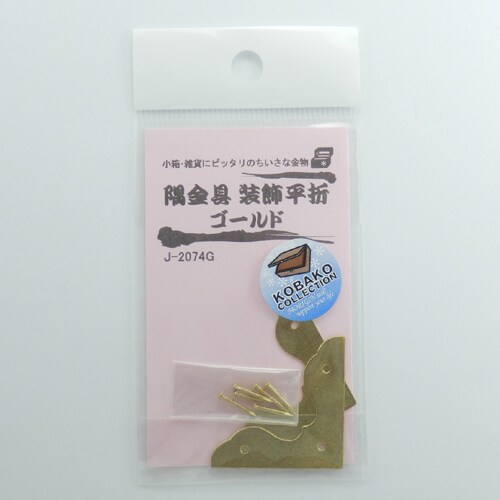 小箱・雑貨にピッタリのちいさな金物
隅金具 装飾平折
ゴールド
J-2074G
KOBAKO
COLLECTION